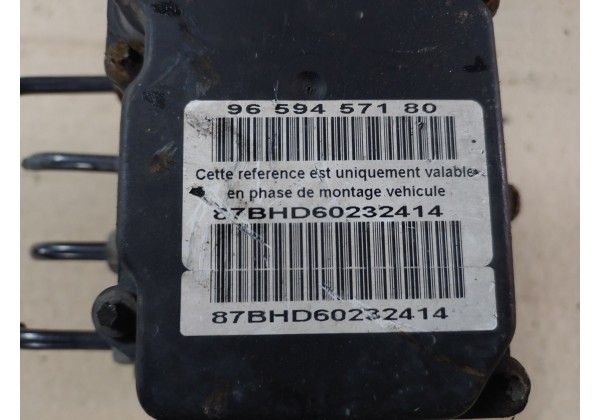 96 594 571 80
Cette reference est uniquement valable
en phase de montage vehicule
87BHD60232414
87BHD60232414